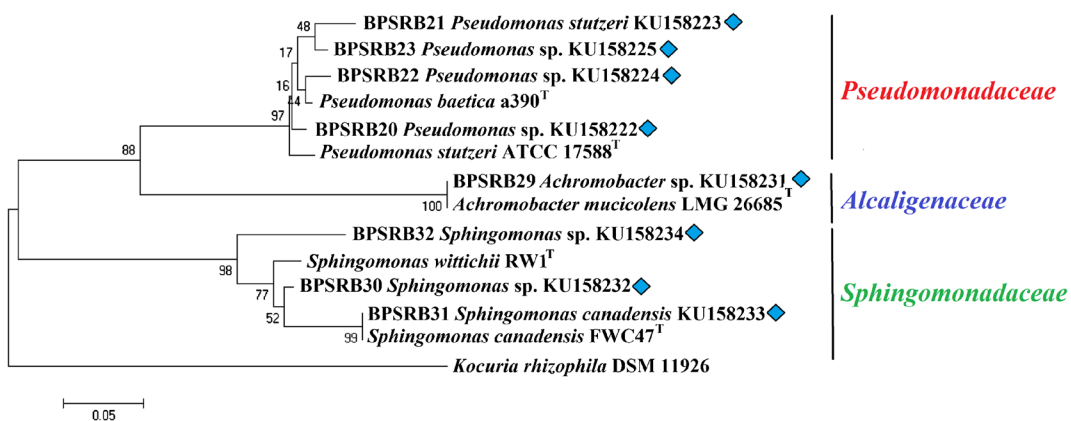 48
BPSRB21 Pseudomonas stutzeri KU158223
17
BPSRB23 Pseudomonas sp. KU158225
BPSRB22 Pseudomonas sp. KU158224
16
44
Pseudomonas baetica a390T
Pseudomonadaceae
97
BPSRB20 Pseudomonas sp. KU158222
88
Pseudomonas stutzeri ATCC 17588T
BPSRB29 Achromobacter sp. KU158231
100
Achromobacter mucicolens LMG 26685T
Alcaligenaceae
BPSRB32 Sphingomonas sp. KU158234
98
Sphingomonas wittichii RW1T
77
BPSRB30 Sphingomonas sp. KU158232
Sphingomonadaceae
52
BPSRB31 Sphingomonas canadensis KU158233
99
Sphingomonas canadensis FWC47T
Kocuria rhizophila DSM 11926
0.05